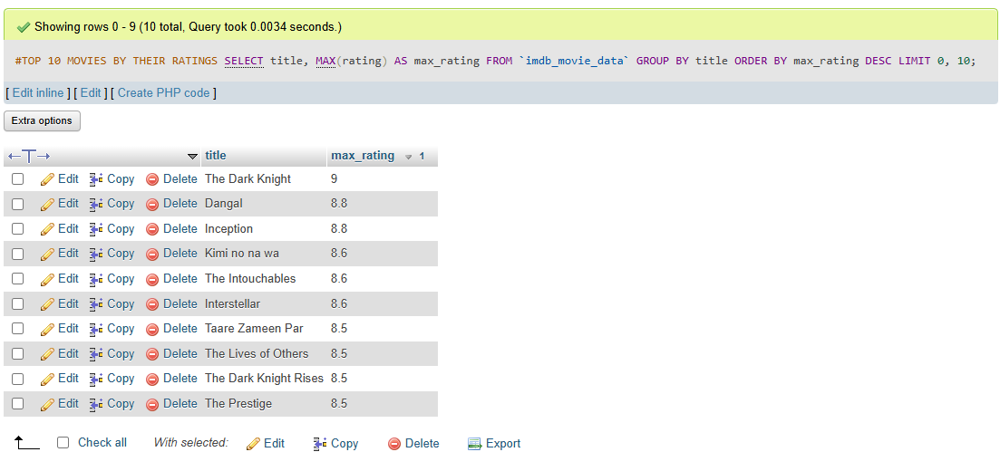 Showing rows 0 - 9 (10 total, Query took 0.0034 seconds.)
#TOP 10 MOVIES BY THEIR RATINGS SELECT title, MAX(rating) AS max_rating FROM `imdb_movie_data` GROUP BY title ORDER BY max_rating DESC LIMIT 0, 10;
[ Edit inline ] [ Edit ] [ Create PHP code ]
Extra options
title max_rating 1
Edit Copy Delete The Dark Knight 9
Edit Copy Delete Dangal 8.8
Edit Copy Delete Inception 8.8
Edit Copy Delete Kimi no na wa 8.6
Edit Copy Delete The Intouchables 8.6
Edit Copy Delete Interstellar 8.6
Edit Copy Delete Taare Zameen Par 8.5
Edit Copy Delete The Lives of Others 8.5
Edit Copy Delete The Dark Knight Rises 8.5
Edit Copy Delete The Prestige 8.5
Check all With selected: Edit Copy Delete Export